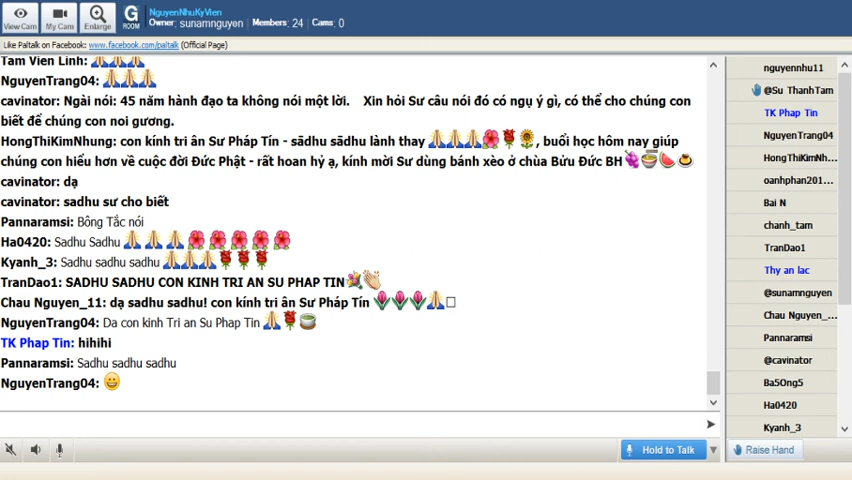 View Cam
My Cam
Enlarge
G
ROOM
NguyenNhuKyVien
Owner: sunamnguyen Members: 24 Cams: 0
Like Paltalk on Facebook: www.facebook.com/paltalk (Official Page)
Tam Vien Linh:
NguyenTrang04:
cavinator: Ngài nói: 45 năm hành đạo ta không nói một lời. Xin hỏi Sư câu nói đó có ngụ ý gì, có thể cho chúng con
biết để chúng con noi gương.
HongThiKimNhung: con kính tri ân Sư Pháp Tín - sādhu sādhu lành thay , buổi học hôm nay giúp
chúng con hiểu hơn về cuộc đời Đức Phật - rất hoan hỷ ạ, kính mời Sư dùng bánh xèo ở chùa Bửu Đức BH
cavinator: dạ
cavinator: sadhu sư cho biết
Pannaramsi: Bông Tắc nói
Ha0420: Sadhu Sadhu
Kyanh_3: Sadhu sadhu sadhu
TranDao1: SADHU SADHU CON KINH TRI AN SU PHAP TIN
Chau Nguyen_11: dạ sadhu sadhu! con kính tri ân Sư Pháp Tín
NguyenTrang04: Da con kinh Tri an Su Phap Tin
TK Phap Tin: hihihi
Pannaramsi: Sadhu sadhu sadhu
NguyenTrang04:
Hold to Talk
nguyennhu11
@Su ThanhTam
TK Phap Tin
NguyenTrang04
HongThiKimNh...
oanhphan201...
Bai N
chanh_tam
TranDao1
Thy an lac
@sunamnguyen
Chau Nguyen_...
Pannaramsi
@cavinator
Ba5Ong5
Ha0420
Kyanh_3
Raise Hand